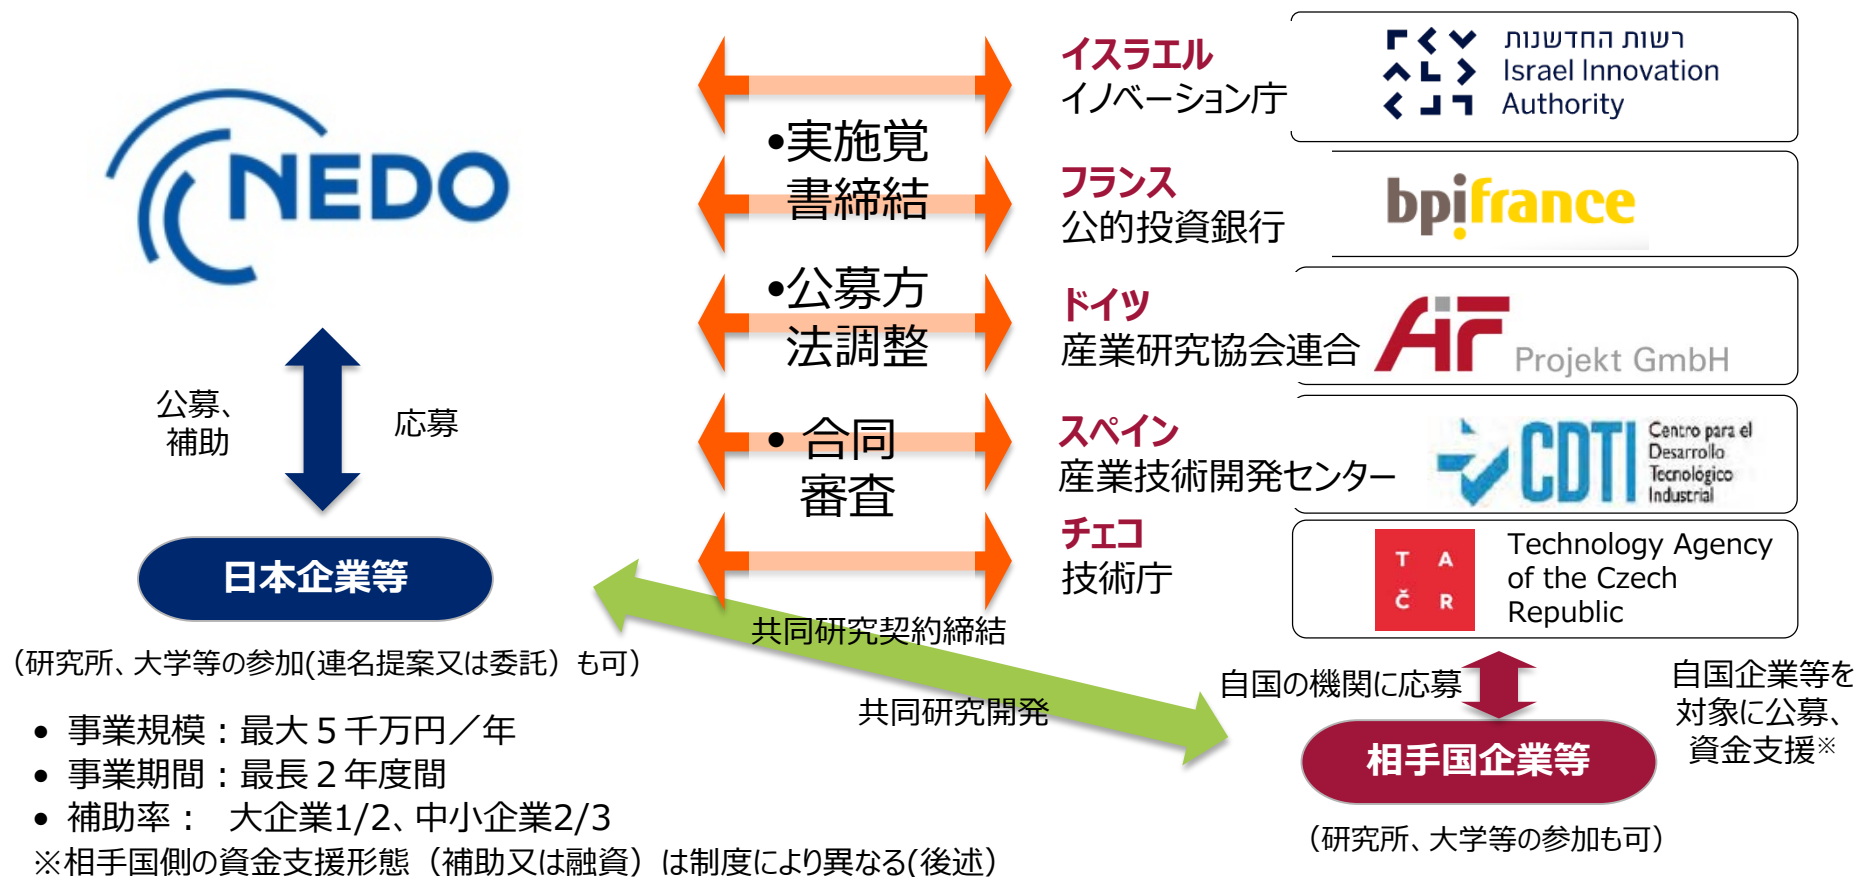 NEDO
公募、
補助
応募
日本企業等
（研究所、大学等の参加(連名提案又は委託）も可）
• 事業規模：最大５千万円／年
• 事業期間：最長２年度間
• 補助率： 大企業1/2、中小企業2/3
※相手国側の資金支援形態（補助又は融資）は制度により異なる(後述）
•実施覚
書締結
•公募方
法調整
• 合同
審査
共同研究契約締結
共同研究開発
イスラエル
イノベーション庁
רשות החדשנות
Israel Innovation
Authority
フランス
公的投資銀行
bpifrance
ドイツ
産業研究協会連合
AiF
Projekt GmbH
スペイン
産業技術開発センター
CDTI
Centro para el
Desarrollo
Tecnológico
Industrial
チェコ
技術庁
T A
Č R
Technology Agency
of the Czech
Republic
自国の機関に応募
自国企業等を
対象に公募、
資金支援※
相手国企業等
（研究所、大学等の参加も可）